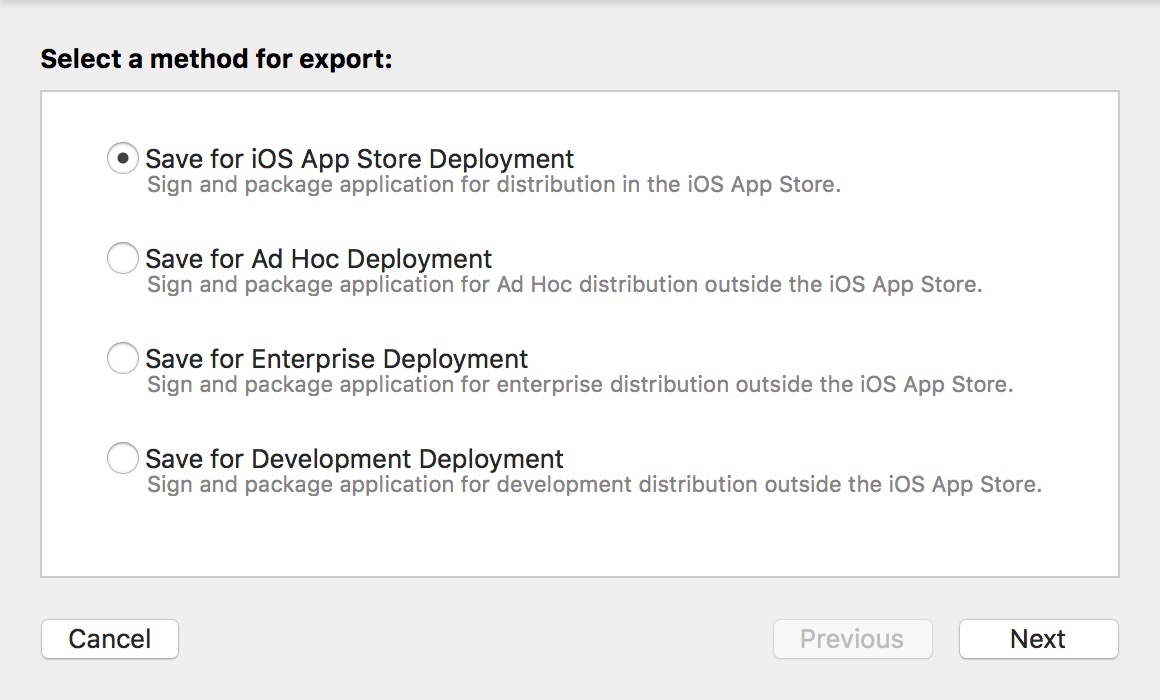 Select a method for export:
Save for iOS App Store Deployment
Sign and package application for distribution in the iOS App Store.
Save for Ad Hoc Deployment
Sign and package application for Ad Hoc distribution outside the iOS App Store.
Save for Enterprise Deployment
Sign and package application for enterprise distribution outside the iOS App Store.
Save for Development Deployment
Sign and package application for development distribution outside the iOS App Store.
Cancel Previous Next